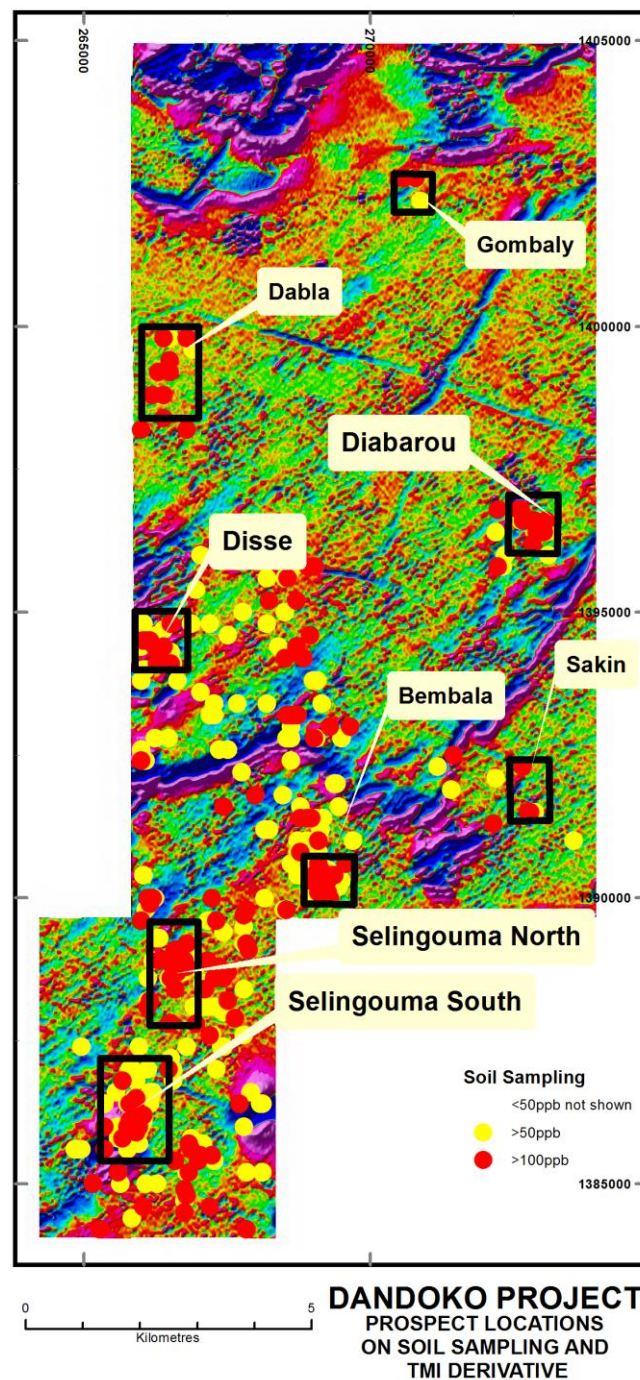 265000
270000
1405000
Gombaly
Dabla
1400000
Diabarou
Disse
1395000
Sakin
Bembala
1390000
Selingouma North
Selingouma South
Soil Sampling
<50ppb not shown
>50ppb
>100ppb
1385000
0
5
Kilometres
DANDOKO PROJECT
PROSPECT LOCATIONS
ON SOIL SAMPLING AND
TMI DERIVATIVE